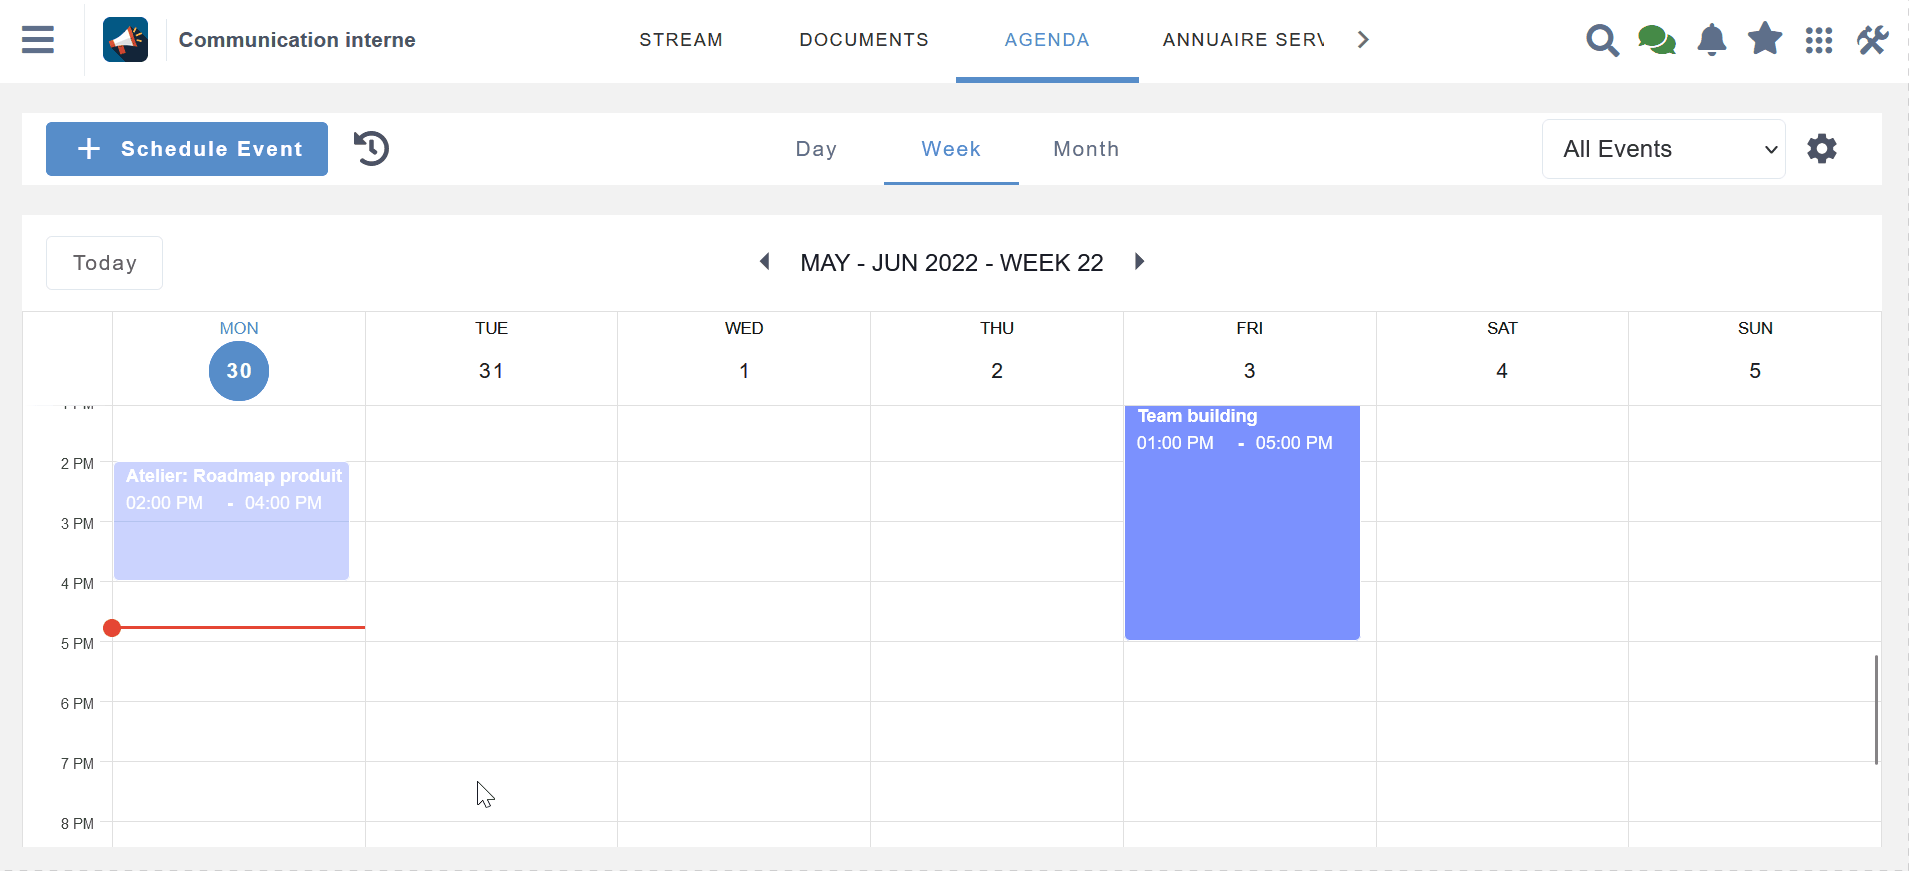 Communication interne
STREAM
DOCUMENTS
AGENDA
ANNUAIRE SERV
Schedule Event
Day
Week
Month
All Events
Today
MAY - JUN 2022 - WEEK 22
MON
TUE
WED
THU
FRI
SAT
SUN
30
31
1
2
3
4
5
Team building
01:00 PM - 05:00 PM
2 PM
Atelier: Roadmap produit
02:00 PM - 04:00 PM
3 PM
4 PM
5 PM
6 PM
7 PM
8 PM